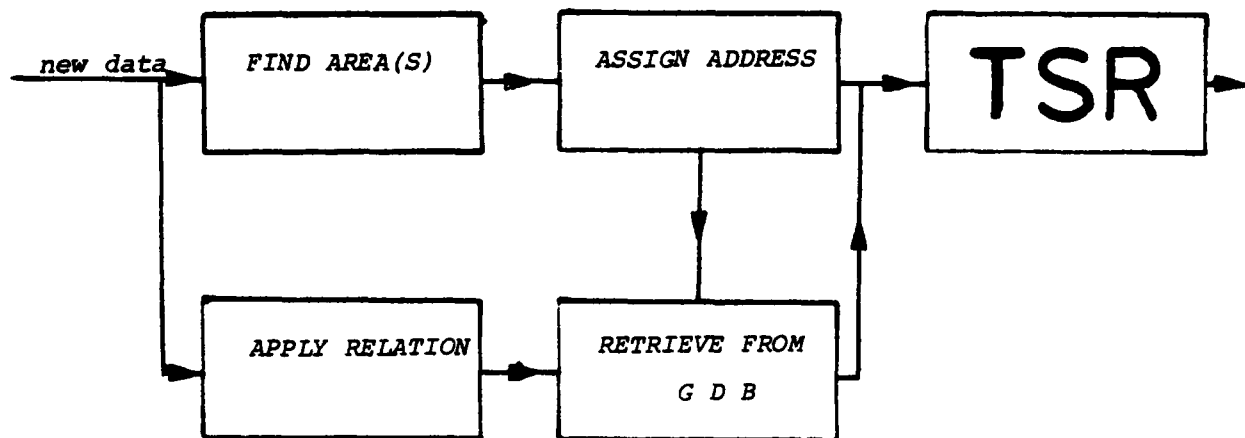 new data
FIND AREA(S)
ASSIGN ADDRESS
TSR
APPLY RELATION
RETRIEVE FROM
G D B